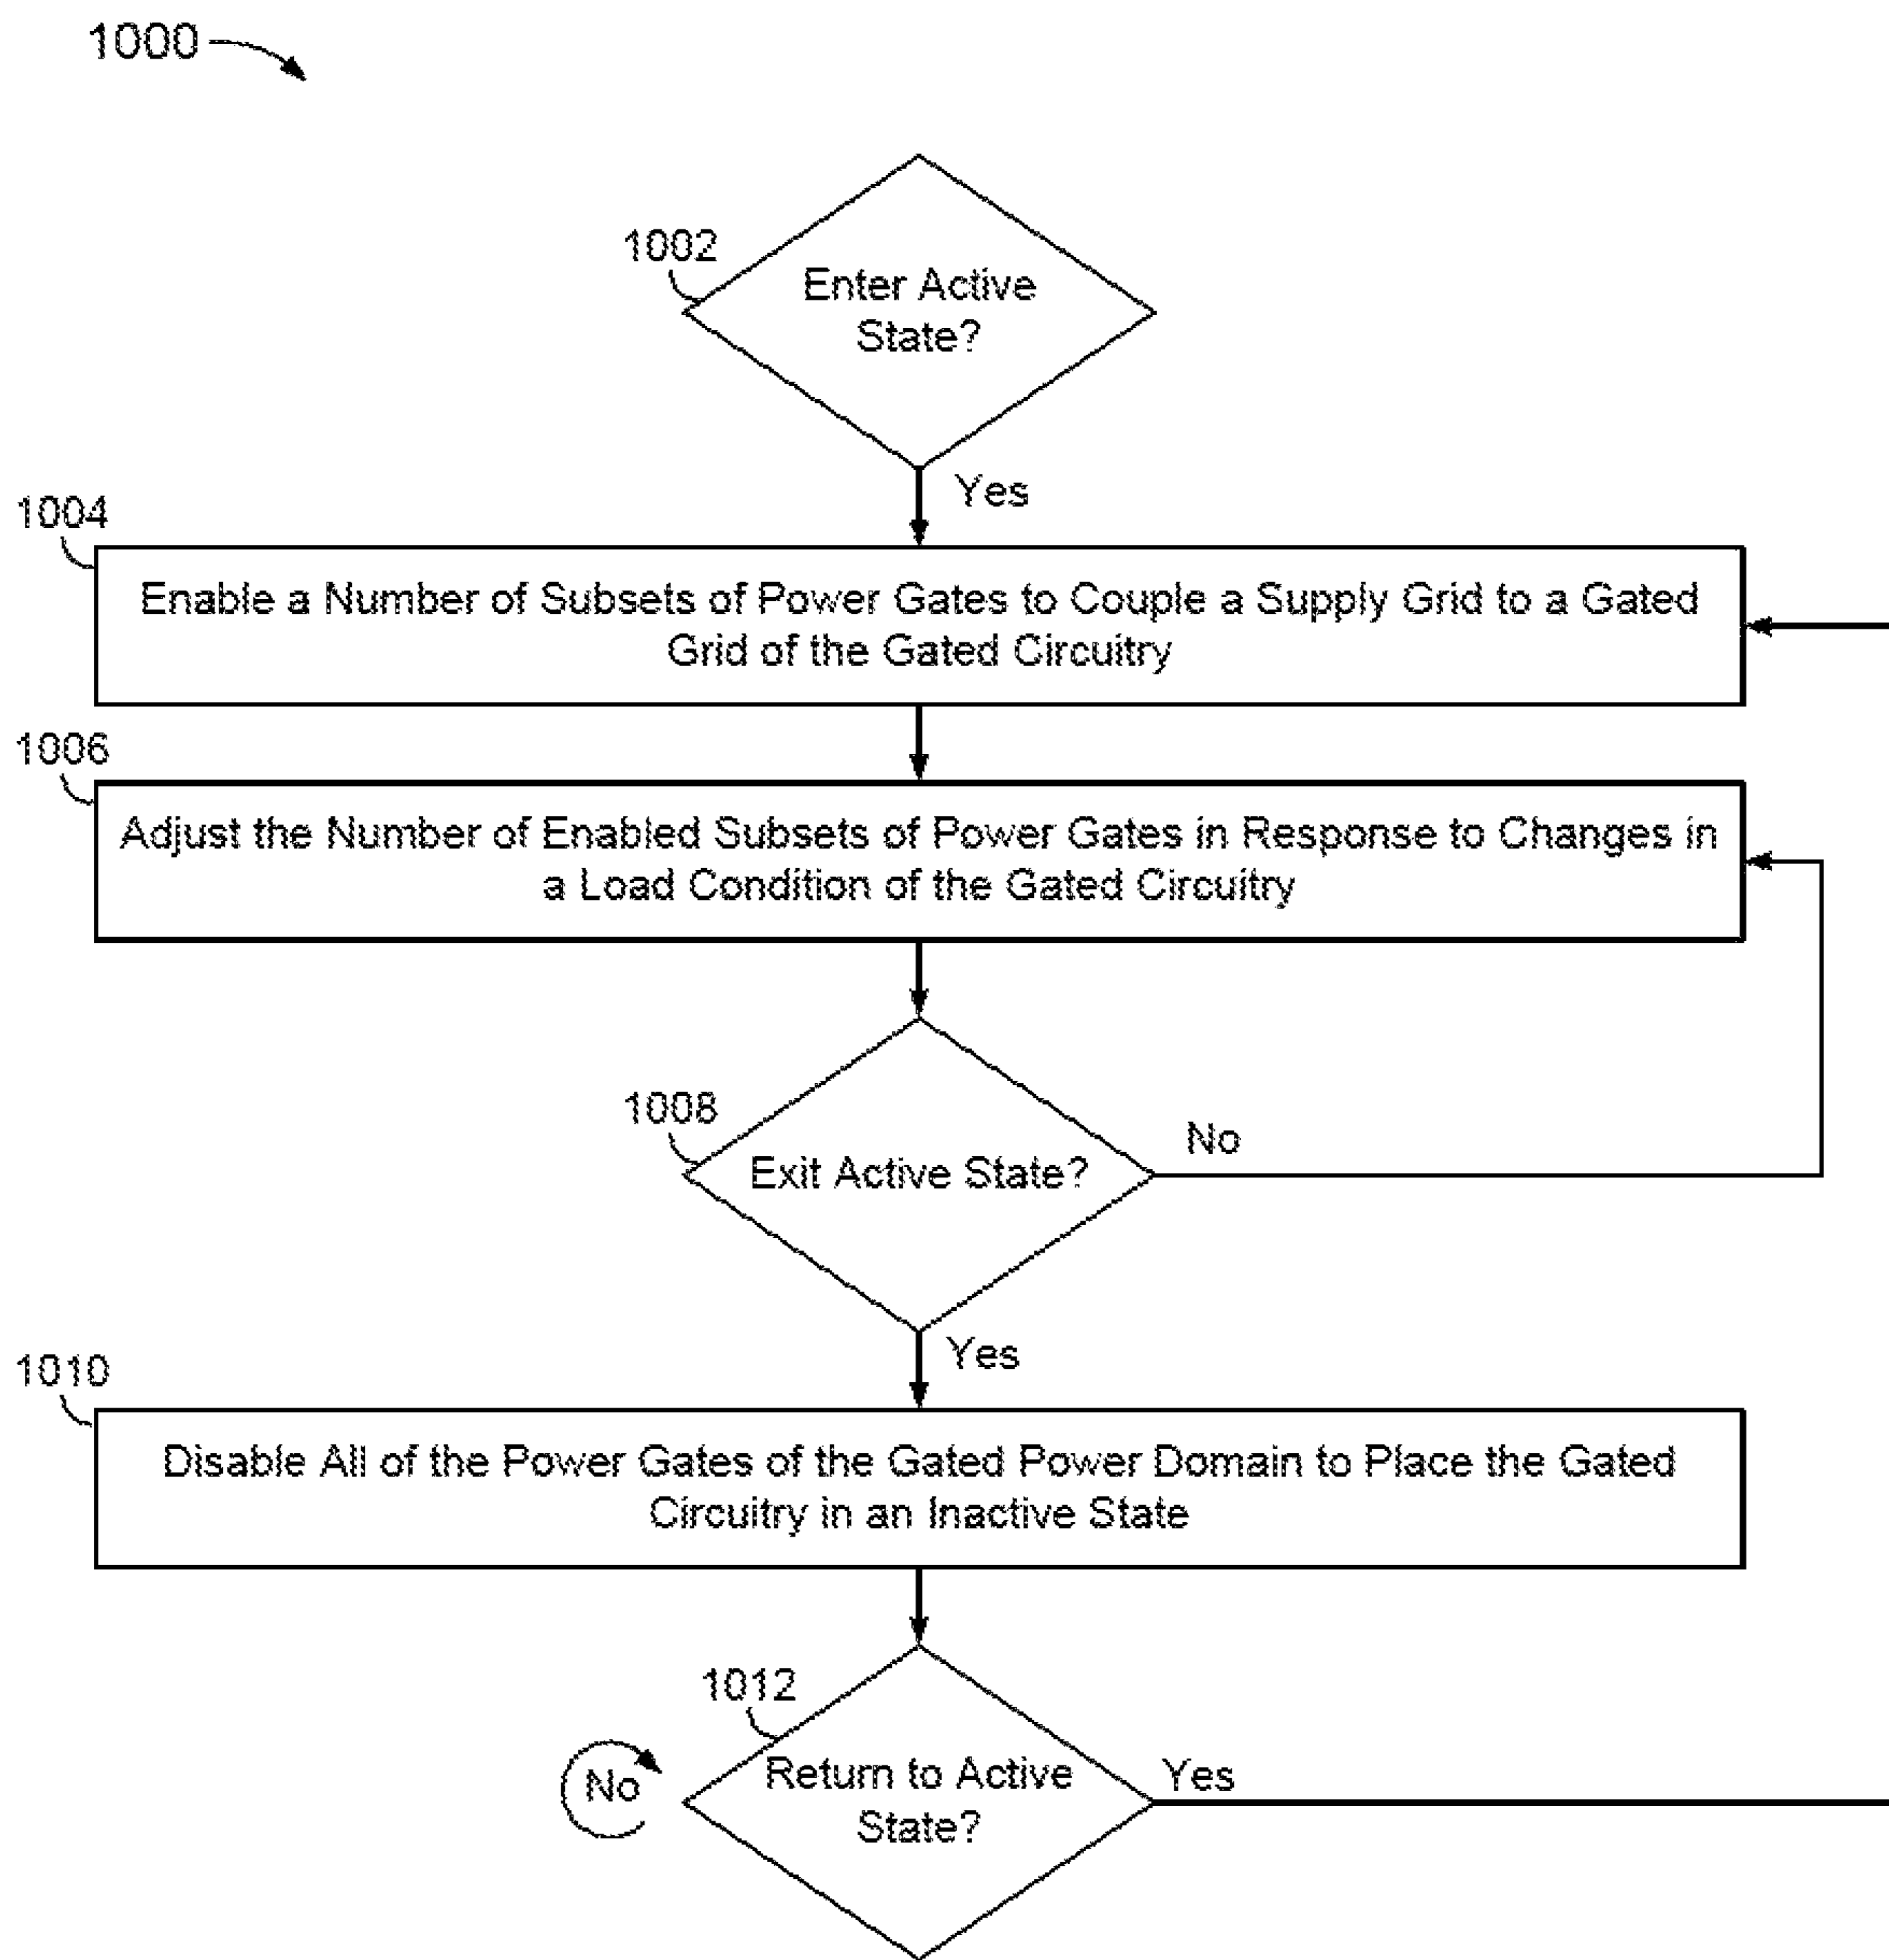 1000
1002
Enter Active
State?
Yes
1004
Enable a Number of Subsets of Power Gates to Couple a Supply Grid to a Gated
Grid of the Gated Circuitry
1006
Adjust the Number of Enabled Subsets of Power Gates in Response to Changes in
a Load Condition of the Gated Circuitry
1008
Exit Active State?
No
Yes
1010
Disable All of the Power Gates of the Gated Power Domain to Place the Gated
Circuitry in an Inactive State
1012
No
Return to Active
State?
Yes